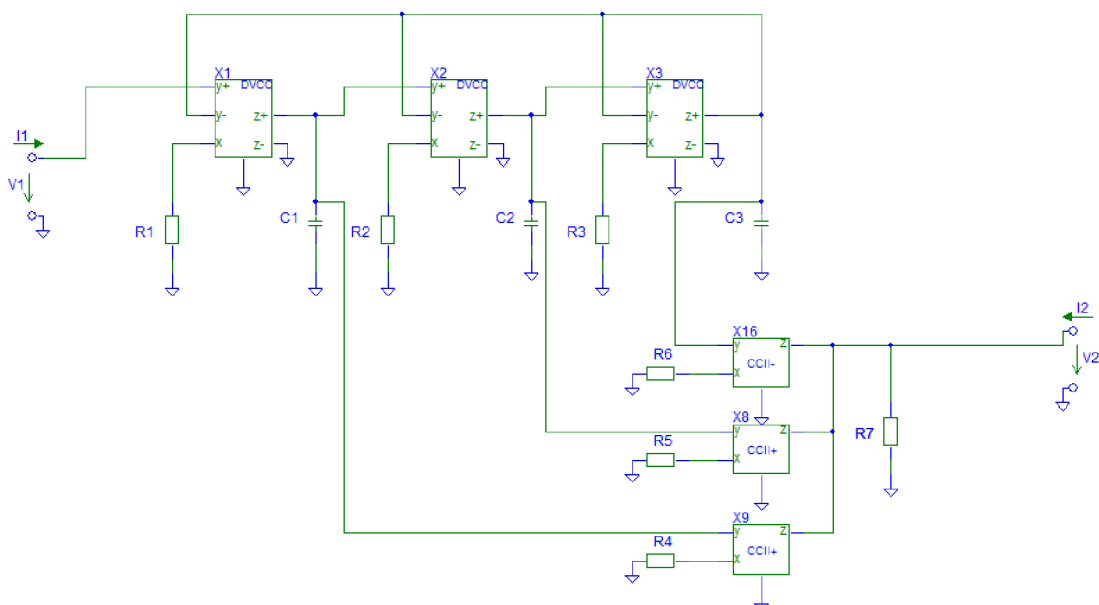 X1
DVCC
y+
y-
x
z+
z-
X2
DVCC
y+
y-
x
z+
z-
X3
DVCC
y+
y-
x
z+
z-
I1
V1
R1
C1
R2
C2
R3
C3
X16
y
z
x
CCII-
R6
X8
y
z
x
CCII+
R5
X9
y
z
x
CCII+
R4
R7
I2
V2